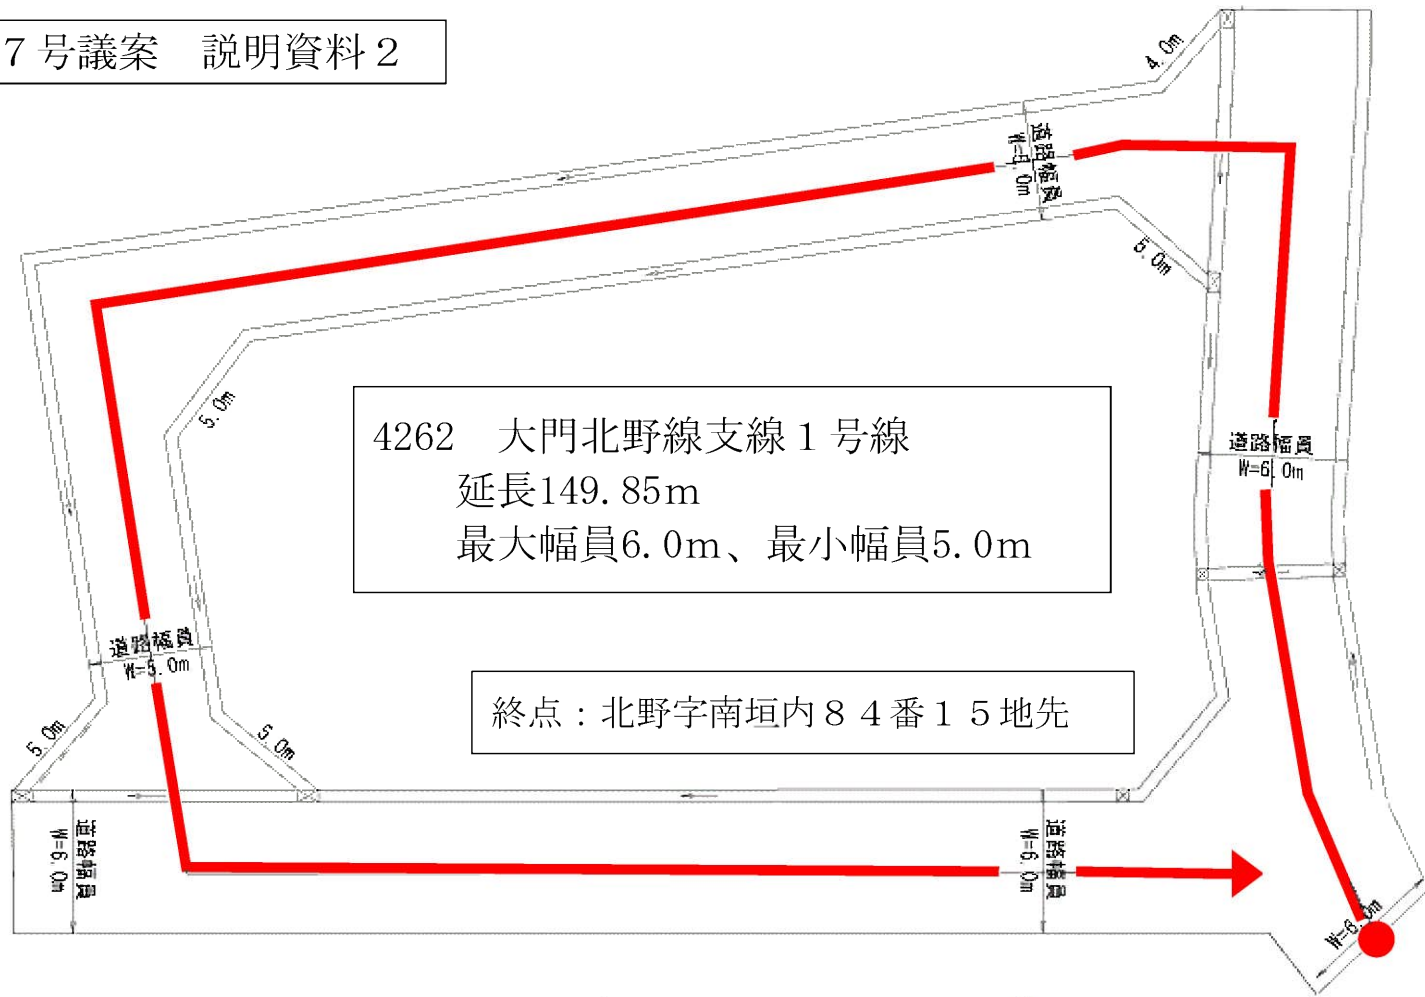 7号議案　説明資料２
4.0m
道路幅員
5.0m
5.0m
道路幅員
W=6.0m
4262　大門北野線支線１号線
延長149.85m
最大幅員6.0m、最小幅員5.0m
道路幅員
W=5.0m
終点：北野字南垣内８４番１５地先
5.0m
5.0m
道路幅員
W=6.0m
道路幅員
W=6.0m